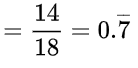 = 14/18 = 0.7̅